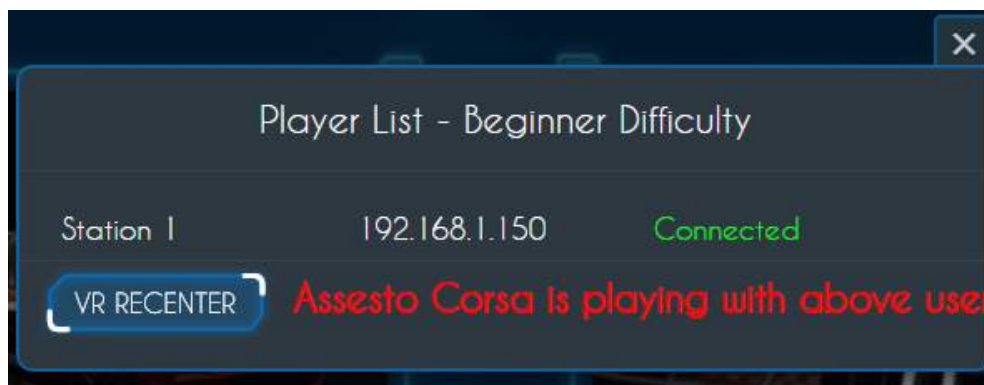 Player List - Beginner Difficulty
Station 1 192.168.1.150 Connected
VR RECENTER Assesto Corsa is playing with above